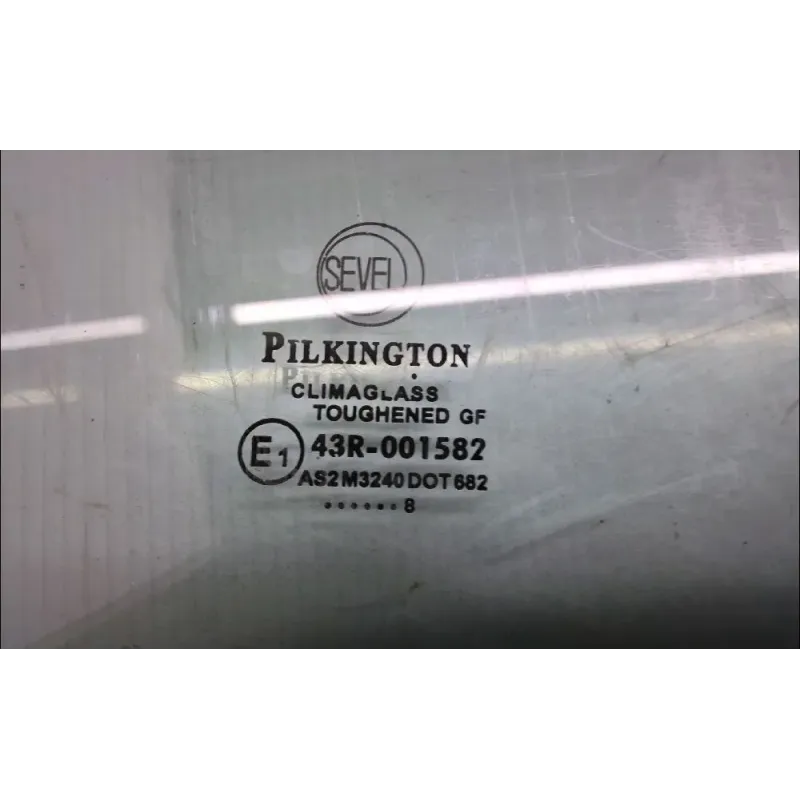 SEVEL
PILKINGTON
CLIMAGLASS
TOUGHENED GF
E1 43R-001582
AS2 M3240 DOT 682
...... 8